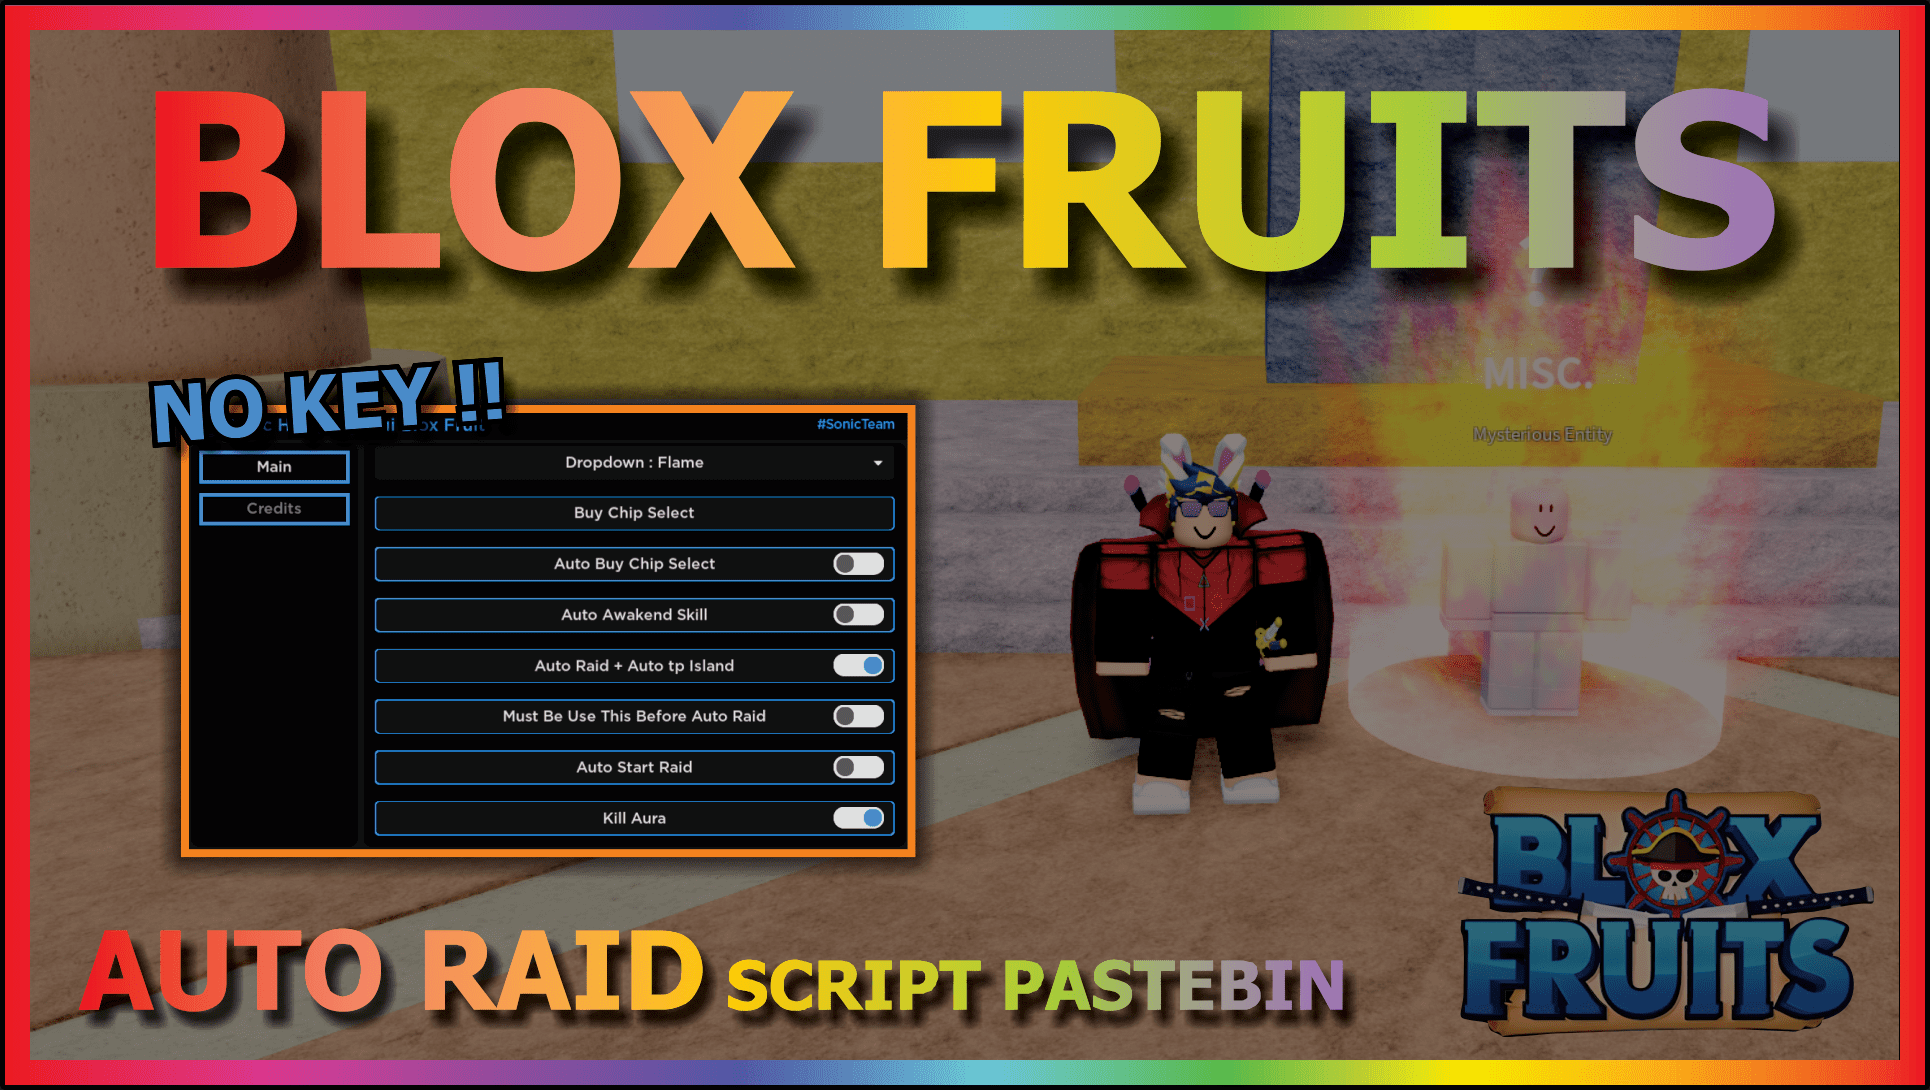 BLOX FRUITS
NO KEY !!
Fruit
#SonicTeam
Main
Credits
Dropdown : Flame
Buy Chip Select
Auto Buy Chip Select
Auto Awakend Skill
Auto Raid + Auto tp Island
Must Be Use This Before Auto Raid
Auto Start Raid
Kill Aura
MISC.
Mysterious Entity
AUTO RAID SCRIPT PASTEBIN
BLOX
FRUITS